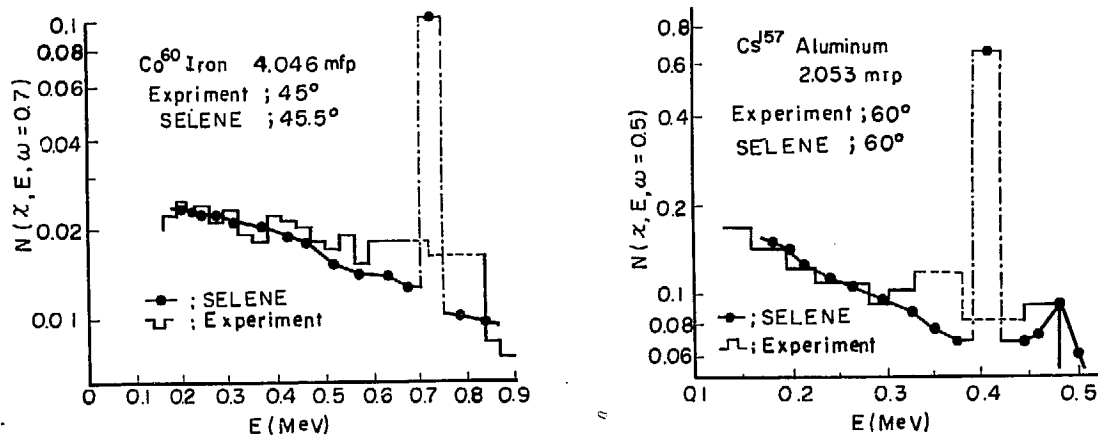 0.1
0.08
0.06
0.04
0.02
0.01
N(χ, E, ω=0.7)
Co⁶⁰ Iron 4.046 mfp
Expriment ; 45°
SELENE ; 45.5°
; SELENE
; Experiment
0 0.1 0.2 0.3 0.4 0.5 0.6 0.7 0.8 0.9
E (MeV)
0.8
0.6
0.4
0.2
0.1
0.08
0.06
N(χ, E, ω=0.5)
Cs¹⁵⁷ Aluminum
2.053 mfp
Experiment ; 60°
SELENE ; 60°
; SELENE
; Experiment
0.1 0.2 0.3 0.4 0.5
E (MeV)